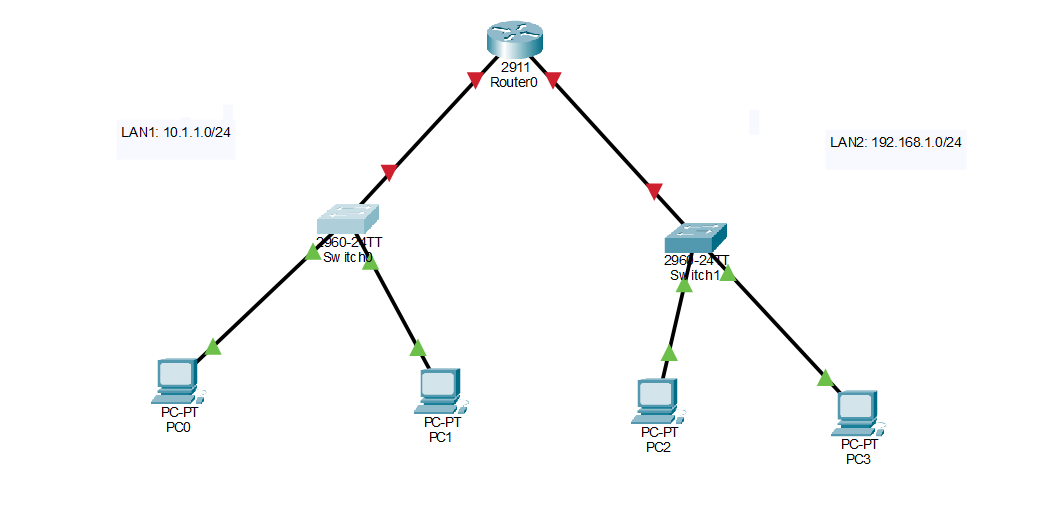 2911
Router0
LAN1: 10.1.1.0/24
LAN2: 192.168.1.0/24
2960-24TT
Switch0
2960-24TT
Switch1
PC-PT
PC0
PC-PT
PC1
PC-PT
PC2
PC-PT
PC3